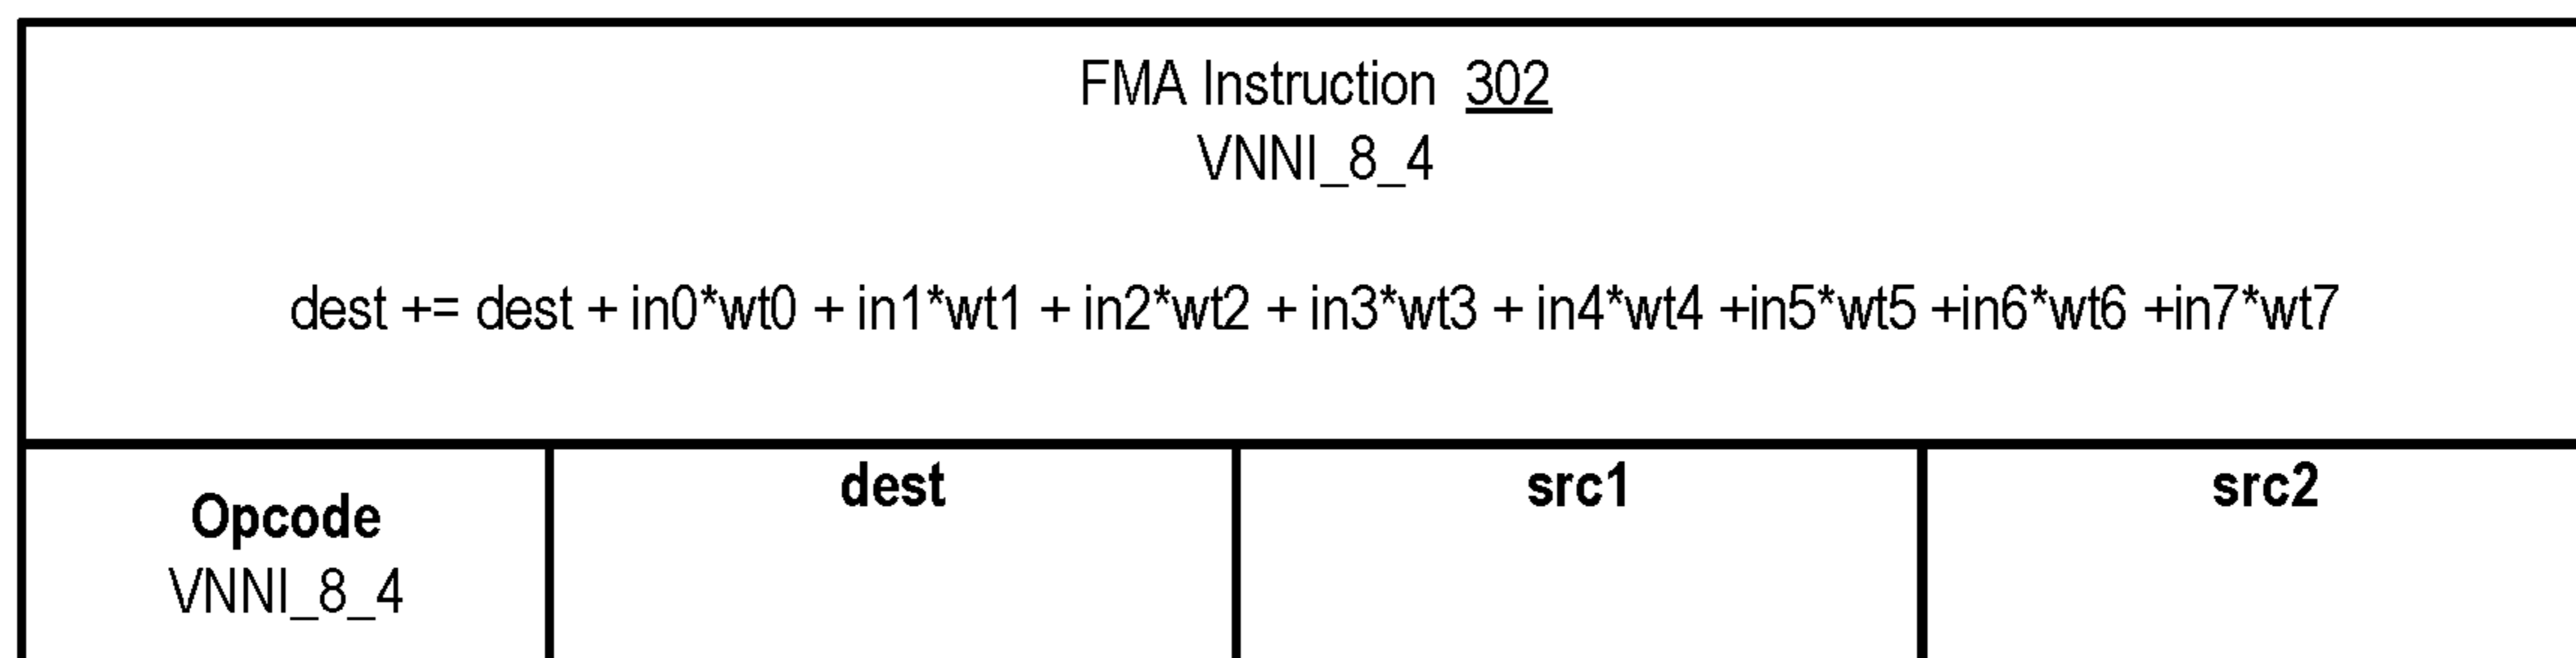 FMA Instruction 302
VNNI_8_4
dest += dest + in0*wt0 + in1*wt1 + in2*wt2 + in3*wt3 + in4*wt4 +in5*wt5 +in6*wt6 +in7*wt7
Opcode
VNNI_8_4
dest
src1
src2